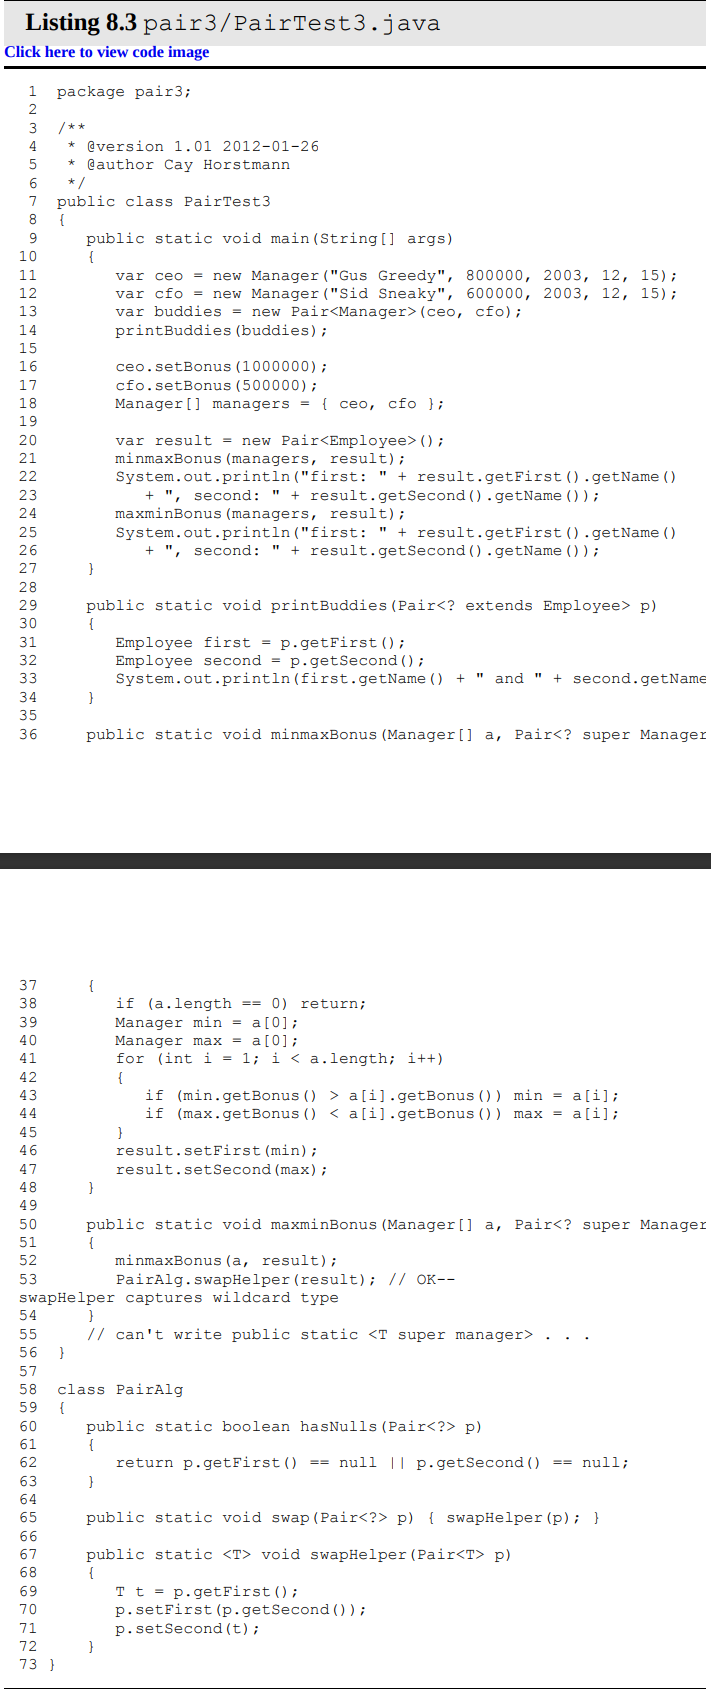 Listing 8.3 pair3/PairTest3.java
Click here to view code image
1 package pair3;
2
3 /**
4  * @version 1.01 2012-01-26
5  * @author Cay Horstmann
6  */
7 public class PairTest3
8 {
9    public static void main(String[] args)
10    {
11       var ceo = new Manager("Gus Greedy", 800000, 2003, 12, 15);
12       var cfo = new Manager("Sid Sneaky", 600000, 2003, 12, 15);
13       var buddies = new Pair<Manager>(ceo, cfo);
14       printBuddies(buddies);
15
16       ceo.setBonus(1000000);
17       cfo.setBonus(500000);
18       Manager[] managers = { ceo, cfo };
19
20       var result = new Pair<Employee>();
21       minmaxBonus(managers, result);
22       System.out.println("first: " + result.getFirst().getName()
23          + ", second: " + result.getSecond().getName());
24       maxminBonus(managers, result);
25       System.out.println("first: " + result.getFirst().getName()
26          + ", second: " + result.getSecond().getName());
27    }
28
29    public static void printBuddies(Pair<? extends Employee> p)
30    {
31       Employee first = p.getFirst();
32       Employee second = p.getSecond();
33       System.out.println(first.getName() + " and " + second.getName
34    }
35
36    public static void minmaxBonus(Manager[] a, Pair<? super Manager
37    {
38       if (a.length == 0) return;
39       Manager min = a[0];
40       Manager max = a[0];
41       for (int i = 1; i < a.length; i++)
42       {
43          if (min.getBonus() > a[i].getBonus()) min = a[i];
44          if (max.getBonus() < a[i].getBonus()) max = a[i];
45       }
46       result.setFirst(min);
47       result.setSecond(max);
48    }
49
50    public static void maxminBonus(Manager[] a, Pair<? super Manager
51    {
52       minmaxBonus(a, result);
53       PairAlg.swapHelper(result); // OK--
swapHelper captures wildcard type
54    }
55    // can't write public static <T super manager> . . .
56 }
57
58 class PairAlg
59 {
60    public static boolean hasNulls(Pair<?> p)
61    {
62       return p.getFirst() == null || p.getSecond() == null;
63    }
64
65    public static void swap(Pair<?> p) { swapHelper(p); }
66
67    public static <T> void swapHelper(Pair<T> p)
68    {
69       T t = p.getFirst();
70       p.setFirst(p.getSecond());
71       p.setSecond(t);
72    }
73 }